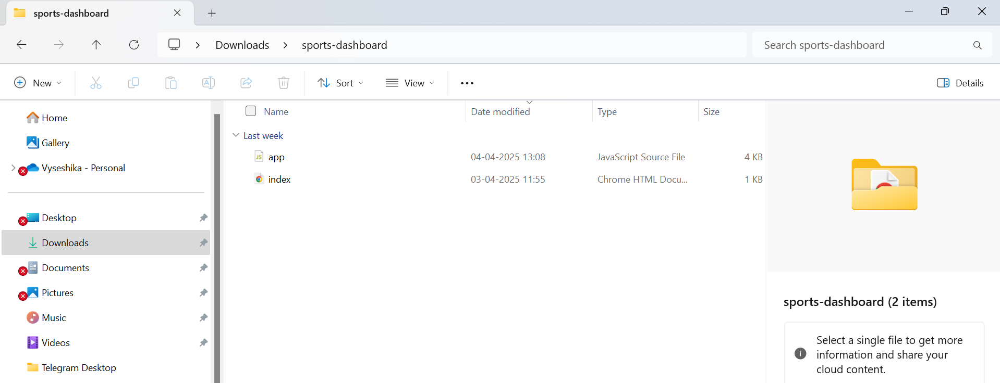 sports-dashboard
Downloads
sports-dashboard
Search sports-dashboard
New
Sort
View
Details
Home
Gallery
Vyseshika - Personal
Desktop
Downloads
Documents
Pictures
Music
Videos
Telegram Desktop
Name Date modified Type Size
Last week
app 04-04-2025 13:08 JavaScript Source File 4 KB
index 03-04-2025 11:55 Chrome HTML Docu... 1 KB
sports-dashboard (2 items)
Select a single file to get more
information and share your
cloud content.